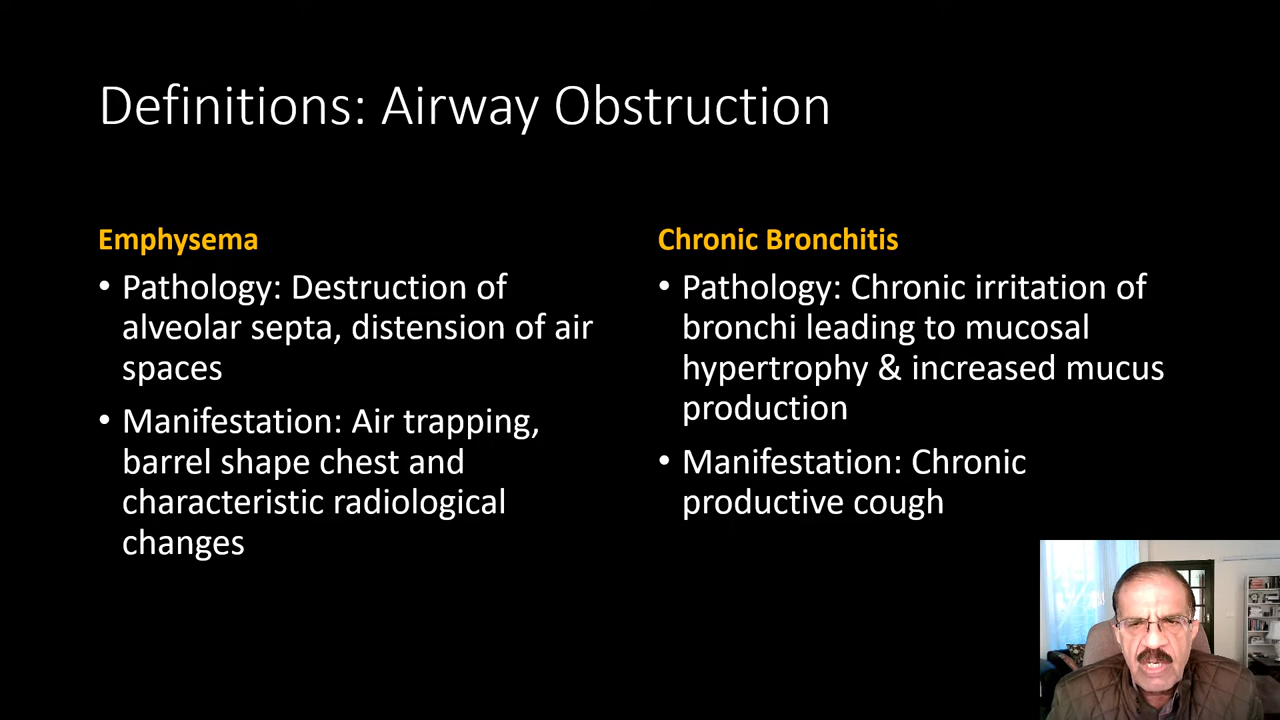 Definitions: Airway Obstruction
Emphysema
• Pathology: Destruction of
alveolar septa, distension of air
spaces
• Manifestation: Air trapping,
barrel shape chest and
characteristic radiological
changes
Chronic Bronchitis
• Pathology: Chronic irritation of
bronchi leading to mucosal
hypertrophy & increased mucus
production
• Manifestation: Chronic
productive cough